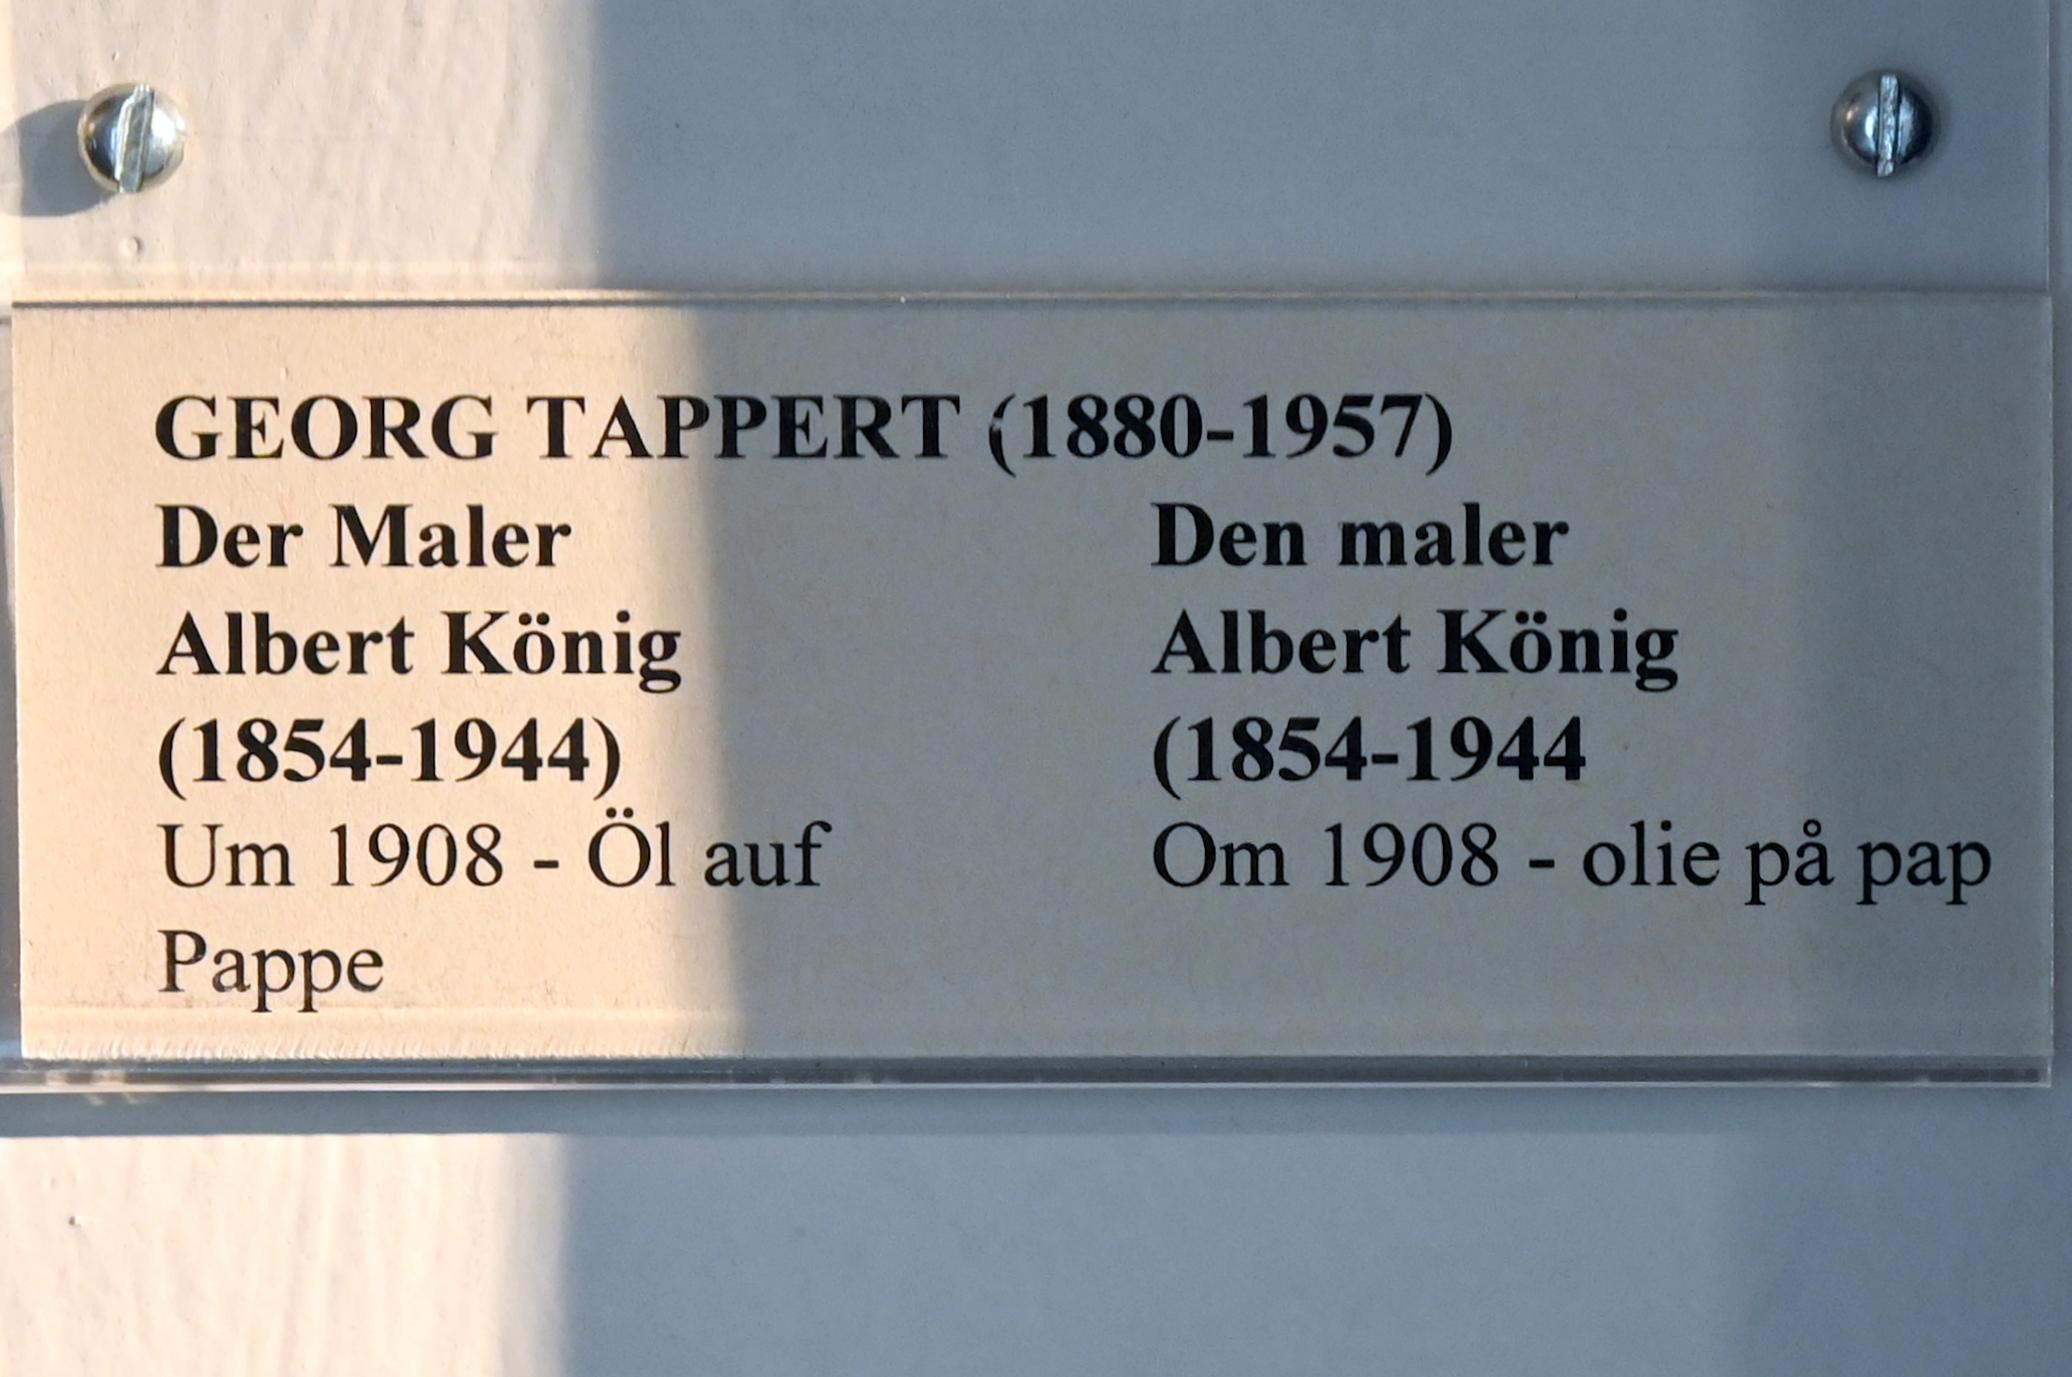 GEORG TAPPERT (1880-1957)
Der Maler
Albert König
(1854-1944)
Um 1908 - Öl auf
Pappe
Den maler
Albert König
(1854-1944
Om 1908 - olie på pap